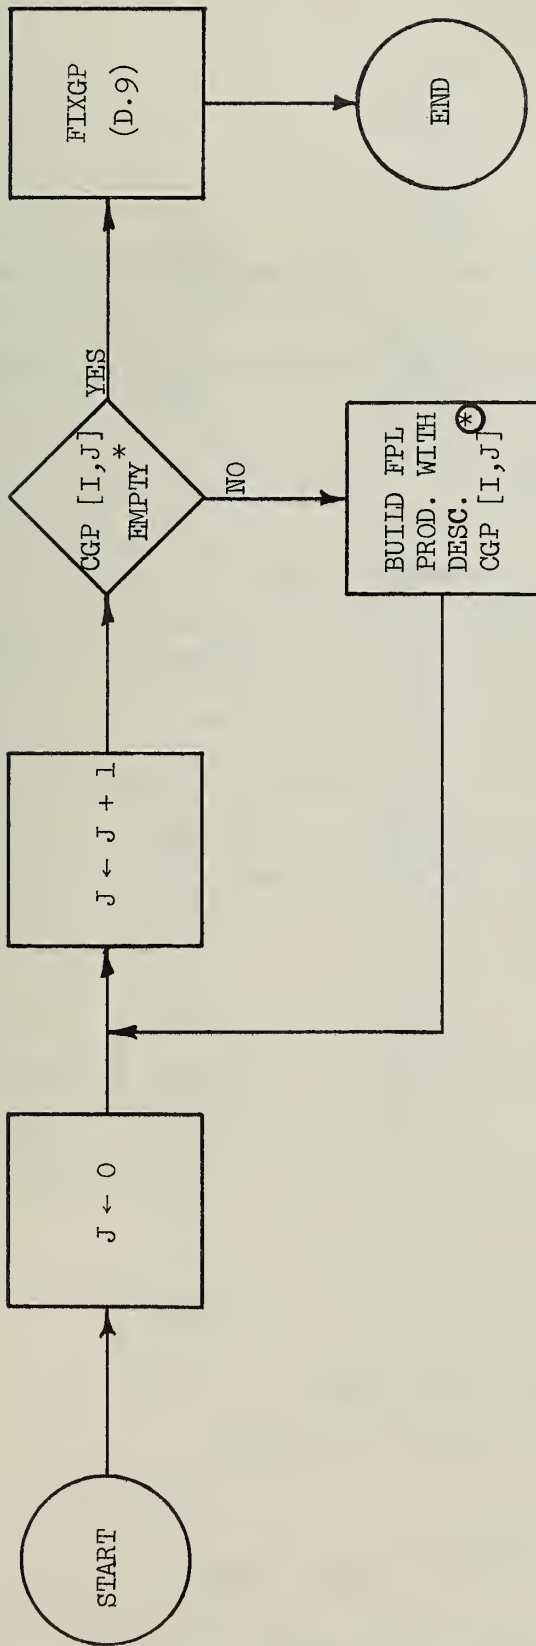 START
J ← 0
J ← J + 1
CGP [I,J]
EMPTY*
YES
NO
FIXGP
(D.9)
END
BUILD FPL
PROD. WITH
DESC. *
CGP [I,J]